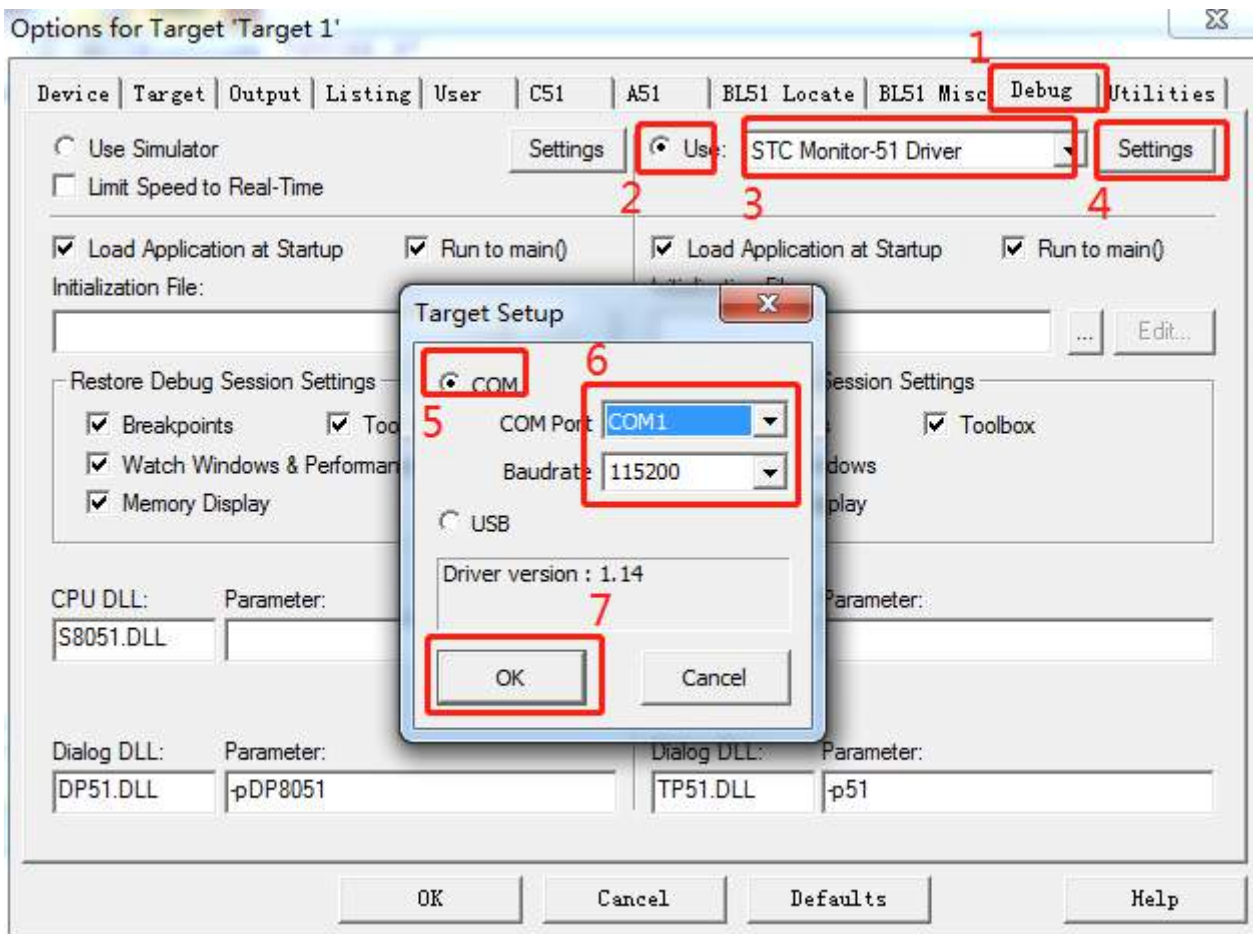 Options for Target 'Target 1'
1
Device Target Output Listing User C51 A51 BL51 Locate BL51 Misc Debug Utilities
Use Simulator Settings Use: STC Monitor-51 Driver Settings
Limit Speed to Real-Time
2 3 4
Load Application at Startup Run to main() Load Application at Startup Run to main()
Initialization File:
... Edit...
Target Setup
Restore Debug Session Settings Session Settings
5 COM 6
Breakpoints Too Toolbox
COM Port COM1
Watch Windows & Performan dows
Baudrate 115200
Memory Display play
USB
Driver version : 1.14
CPU DLL: Parameter: Parameter:
S8051.DLL
7
OK Cancel
Dialog DLL: Parameter: Dialog DLL: Parameter:
DP51.DLL -pDP8051 TP51.DLL -p51
OK Cancel Defaults Help